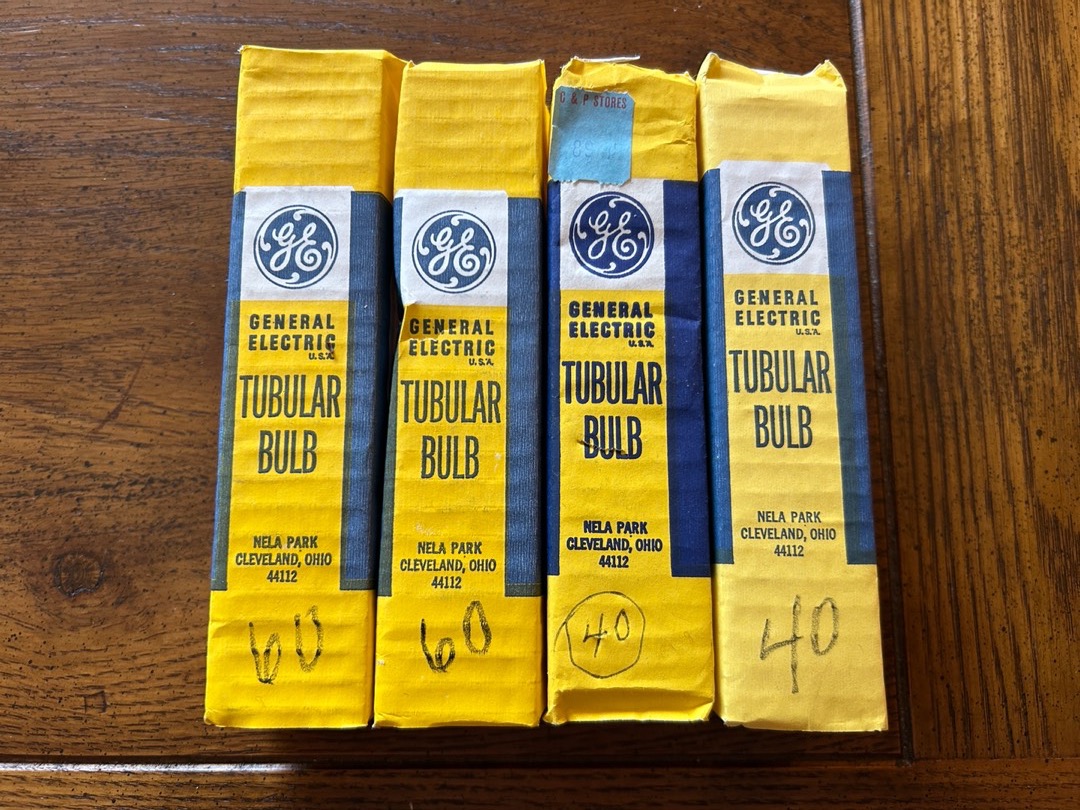 GE
GENERAL
ELECTRIC
U.S.A.
TUBULAR
BULB
NELA PARK
CLEVELAND, OHIO
44112
60
GE
GENERAL
ELECTRIC
U.S.A.
TUBULAR
BULB
NELA PARK
CLEVELAND, OHIO
44112
60
C & P STORES
GE
GENERAL
ELECTRIC
U.S.A.
TUBULAR
BULB
NELA PARK
CLEVELAND, OHIO
44112
40
GE
GENERAL
ELECTRIC
U.S.A.
TUBULAR
BULB
NELA PARK
CLEVELAND, OHIO
44112
40